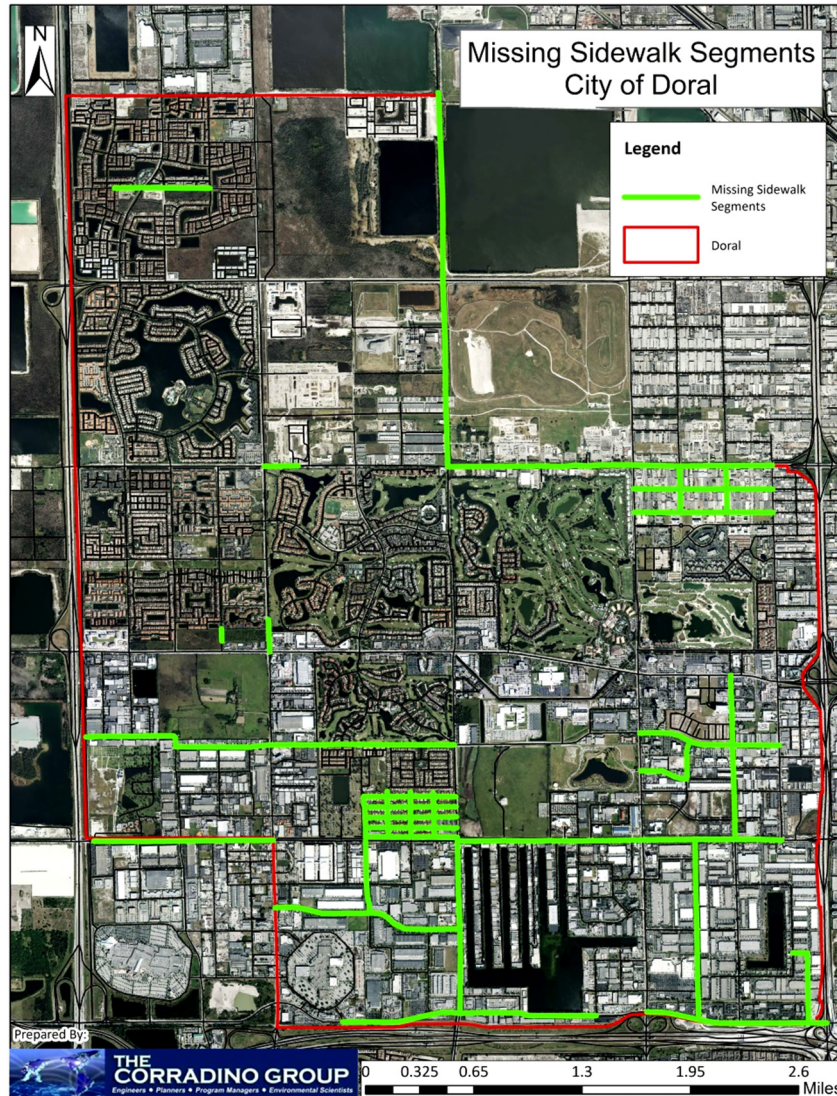 Missing Sidewalk Segments
City of Doral
N
Legend
Missing Sidewalk
Segments
Doral
Prepared By:
THE
CORRADINO GROUP
Engineers • Planners • Program Managers • Environmental Scientists
0 0.325 0.65 1.3 1.95 2.6
Miles